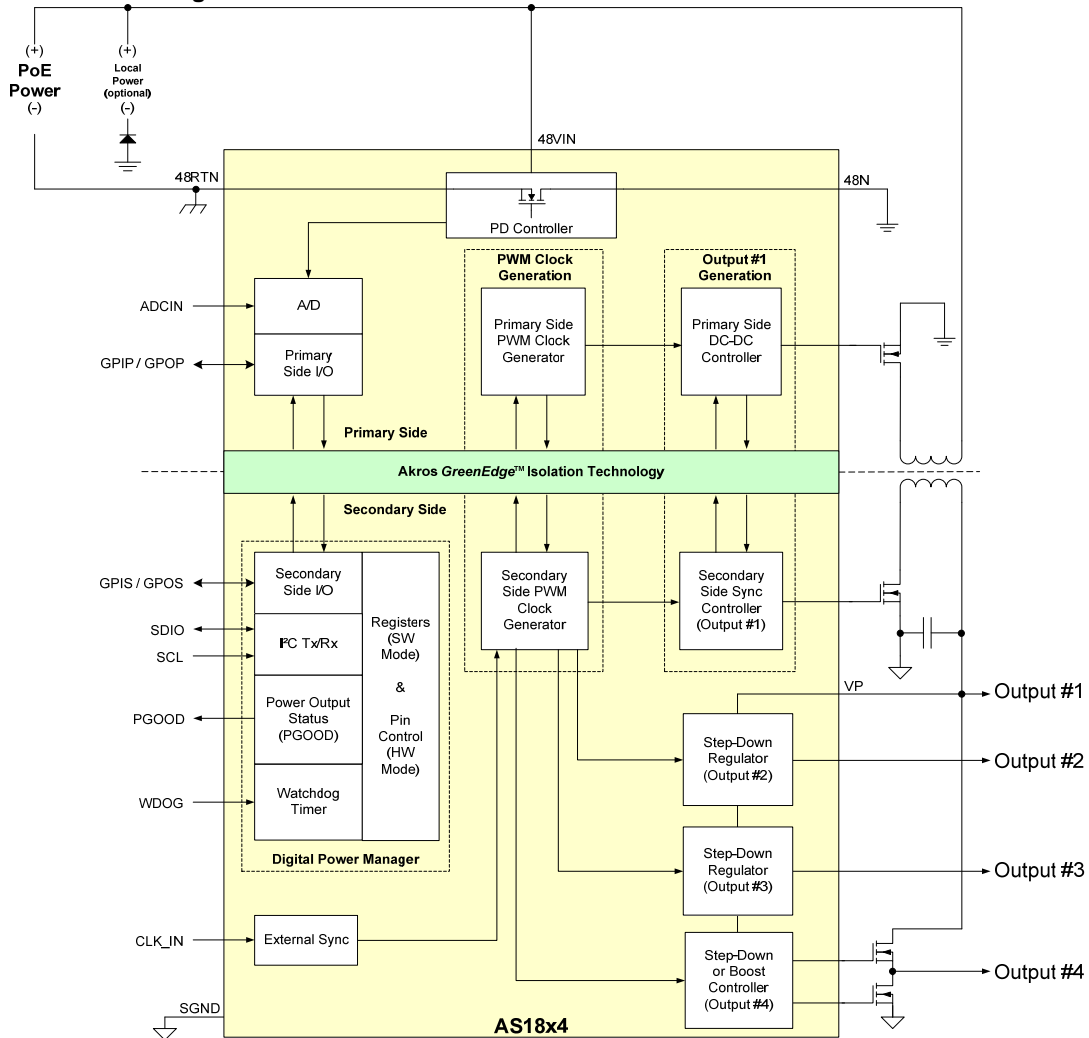 (+)
PoE
Power
(-)
(+)
Local
Power
(optional)
(-)
48VIN
48RTN
48N
PD Controller
PWM Clock
Generation
Output #1
Generation
ADCIN
A/D
GPIP / GPOP
Primary
Side I/O
Primary Side
PWM Clock
Generator
Primary Side
DC-DC
Controller
Primary Side
Akros GreenEdge™ Isolation Technology
Secondary Side
GPIS / GPOS
Secondary
Side I/O
SDIO
SCL
I²C Tx/Rx
PGOOD
Power Output
Status
(PGOOD)
WDOG
Watchdog
Timer
Registers
(SW
Mode)
&
Pin
Control
(HW
Mode)
Digital Power Manager
Secondary
Side PWM
Clock
Generator
Secondary
Side Sync
Controller
(Output #1)
VP
Output #1
Step-Down
Regulator
(Output #2)
Output #2
Step-Down
Regulator
(Output #3)
Output #3
CLK_IN
External Sync
Step-Down
or Boost
Controller
(Output #4)
Output #4
SGND
AS18x4